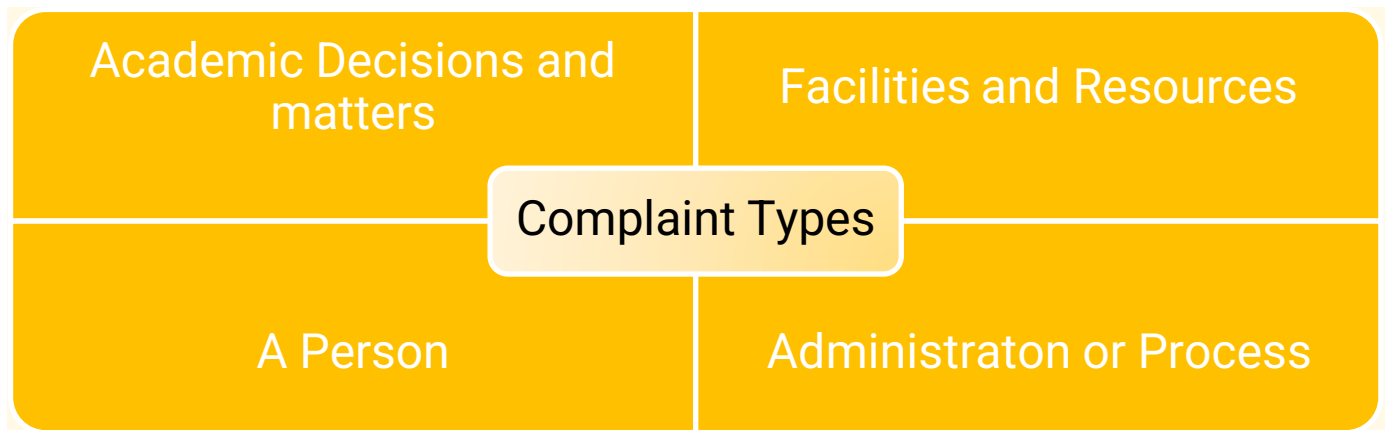 Academic Decisions and
matters
Facilities and Resources
Complaint Types
A Person
Administraton or Process